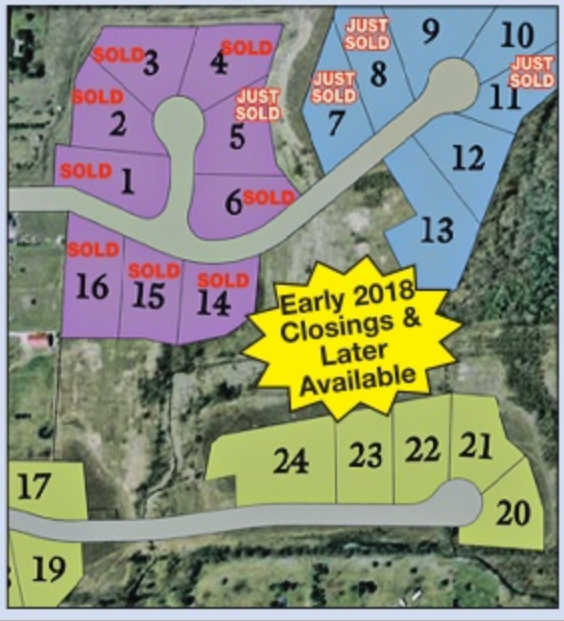 SOLD 3
4 SOLD
SOLD
2
JUST
SOLD
5
SOLD 1
6 SOLD
SOLD
16
SOLD
15
SOLD
14
JUST
SOLD
8
9
10
JUST
SOLD
7
JUST
SOLD
11
12
13
Early 2018
Closings &
Later
Available
24
23
22
21
20
17
19